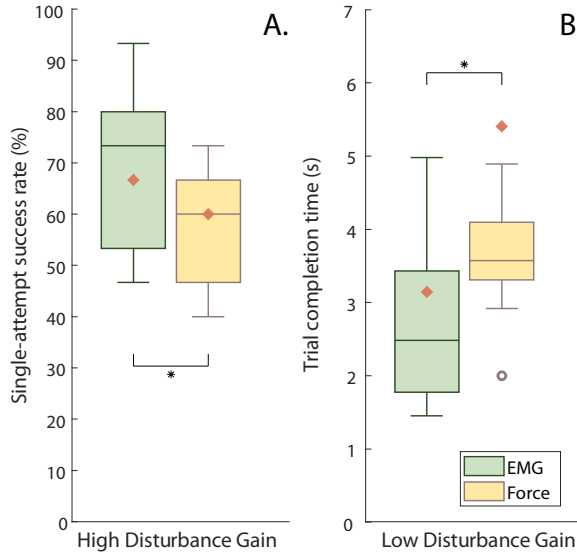 A.
100
90
80
70
60
50
40
30
20
10
0
Single-attempt success rate (%)
*
High Disturbance Gain
B
7
6
5
4
3
2
1
0
Trial completion time (s)
*
EMG
Force
Low Disturbance Gain